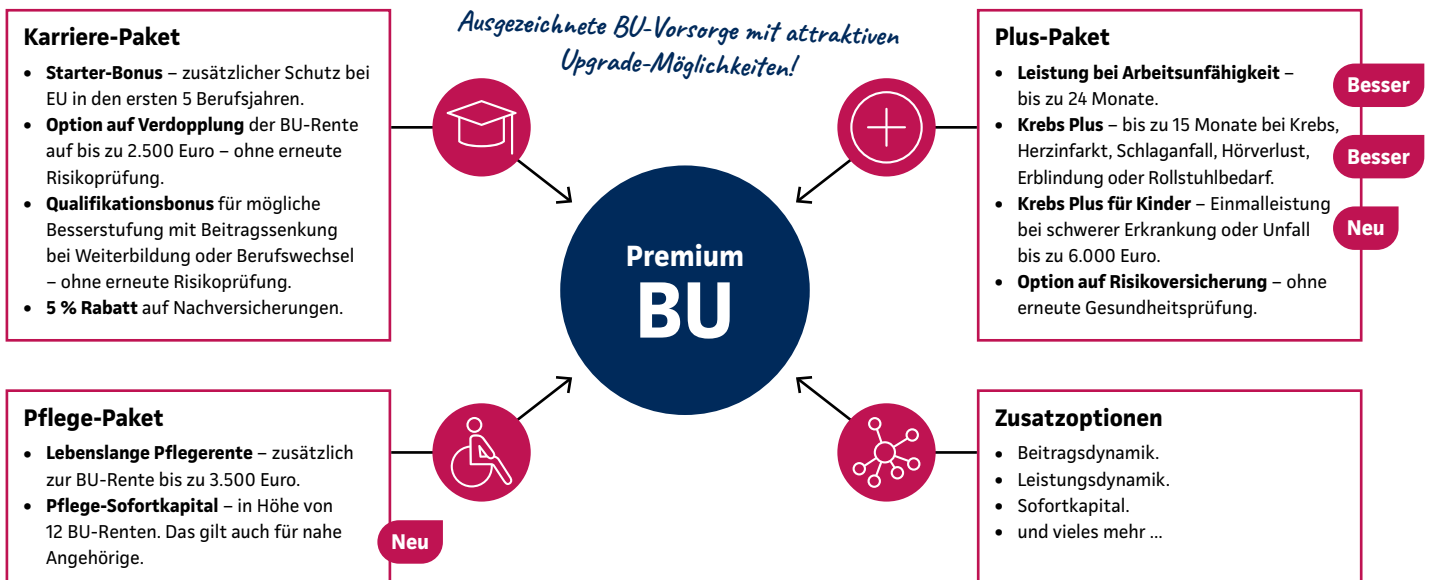 Ausgezeichnete BU-Vorsorge mit attraktiven
Upgrade-Möglichkeiten!
Karriere-Paket
• Starter-Bonus – zusätzlicher Schutz bei
EU in den ersten 5 Berufsjahren.
• Option auf Verdopplung der BU-Rente
auf bis zu 2.500 Euro – ohne erneute
Risikoprüfung.
• Qualifikationsbonus für mögliche
Besserstufung mit Beitragssenkung
bei Weiterbildung oder Berufswechsel
– ohne erneute Risikoprüfung.
• 5 % Rabatt auf Nachversicherungen.
Plus-Paket
• Leistung bei Arbeitsunfähigkeit –
bis zu 24 Monate.
Besser
• Krebs Plus – bis zu 15 Monate bei Krebs,
Herzinfarkt, Schlaganfall, Hörverlust,
Erblindung oder Rollstuhlbedarf.
Besser
• Krebs Plus für Kinder – Einmalleistung
bei schwerer Erkrankung oder Unfall
bis zu 6.000 Euro.
Neu
• Option auf Risikoversicherung – ohne
erneute Gesundheitsprüfung.
Premium
BU
Pflege-Paket
• Lebenslange Pflegerente – zusätzlich
zur BU-Rente bis zu 3.500 Euro.
• Pflege-Sofortkapital – in Höhe von
12 BU-Renten. Das gilt auch für nahe
Angehörige.
Neu
Zusatzoptionen
• Beitragsdynamik.
• Leistungsdynamik.
• Sofortkapital.
• und vieles mehr ...